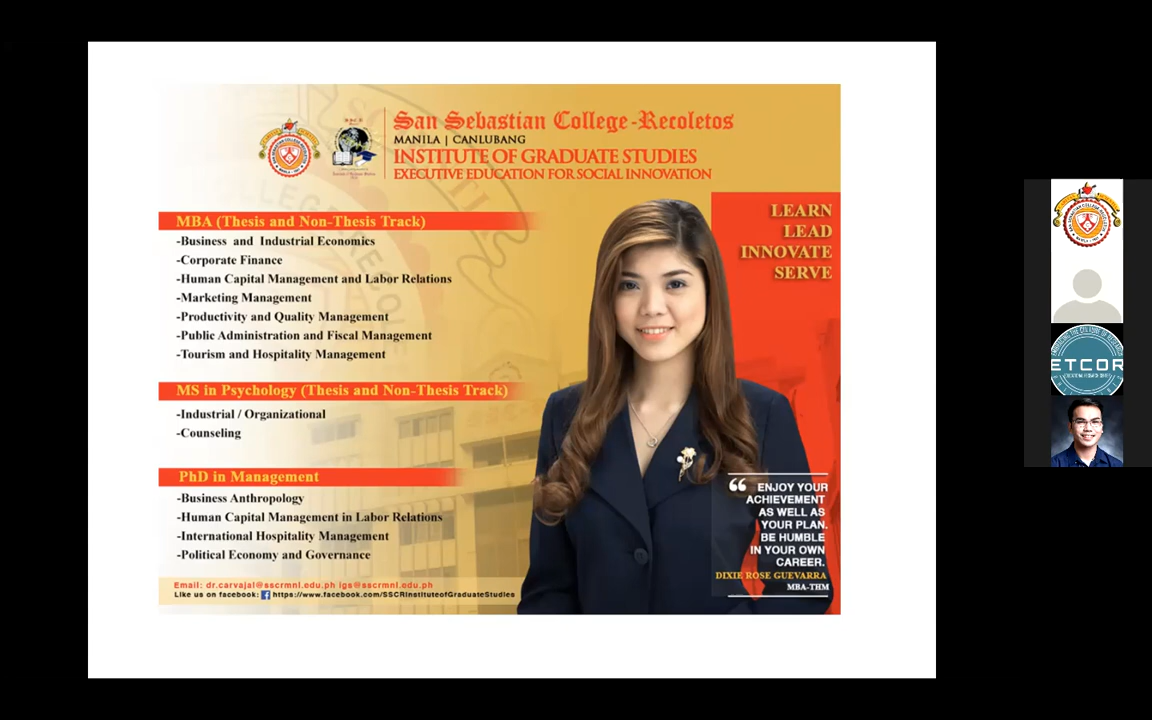 San Sebastian College-Recoletos
MANILA | CANLUBANG
INSTITUTE OF GRADUATE STUDIES
EXECUTIVE EDUCATION FOR SOCIAL INNOVATION
MBA (Thesis and Non-Thesis Track)
-Business and Industrial Economics
-Corporate Finance
-Human Capital Management and Labor Relations
-Marketing Management
-Productivity and Quality Management
-Public Administration and Fiscal Management
-Tourism and Hospitality Management
MS in Psychology (Thesis and Non-Thesis Track)
-Industrial / Organizational
-Counseling
PhD in Management
-Business Anthropology
-Human Capital Management in Labor Relations
-International Hospitality Management
-Political Economy and Governance
Email: dr.carvajal@sscrmnl.edu.ph igs@sscrmnl.edu.ph
Like us on facebook: https://www.facebook.com/SSCRInstituteofGraduateStudies
LEARN
LEAD
INNOVATE
SERVE
“ ENJOY YOUR
ACHIEVEMENT
AS WELL AS
YOUR PLAN.
BE HUMBLE
IN YOUR OWN
CAREER.
DIXIE ROSE GUEVARRA
MBA-THM
ETCOR